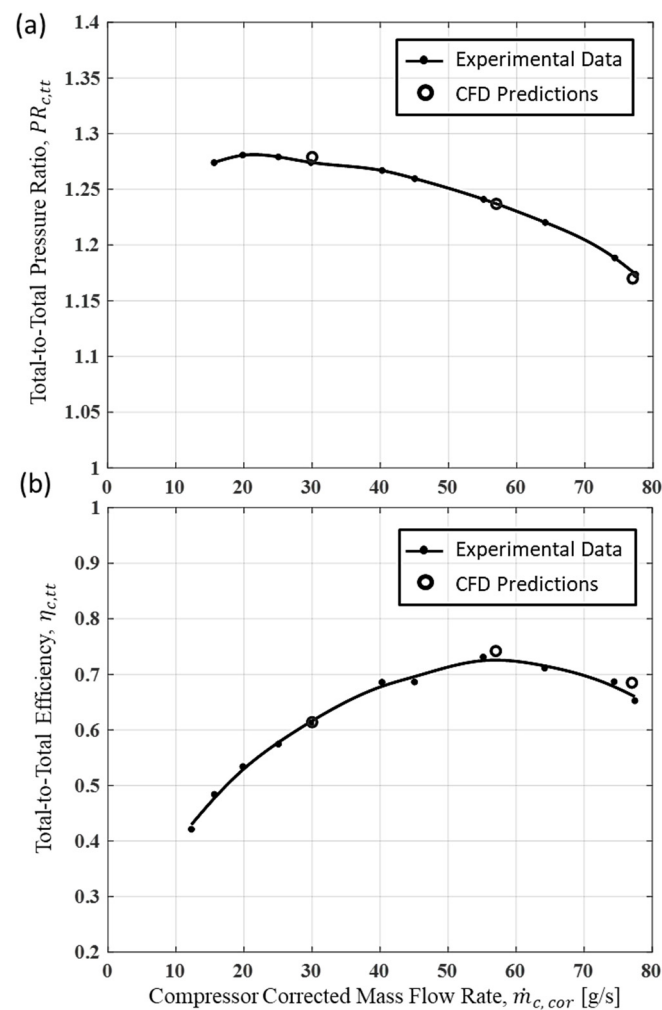 (a)
Total-to-Total Pressure Ratio, PR_c,tt
1.4
1.35
1.3
1.25
1.2
1.15
1.1
1.05
1
Experimental Data
CFD Predictions
0 10 20 30 40 50 60 70 80
(b)
Total-to-Total Efficiency, η_c,tt
1
0.9
0.8
0.7
0.6
0.5
0.4
0.3
0.2
Experimental Data
CFD Predictions
0 10 20 30 40 50 60 70 80
Compressor Corrected Mass Flow Rate, ṁ_c,cor [g/s]